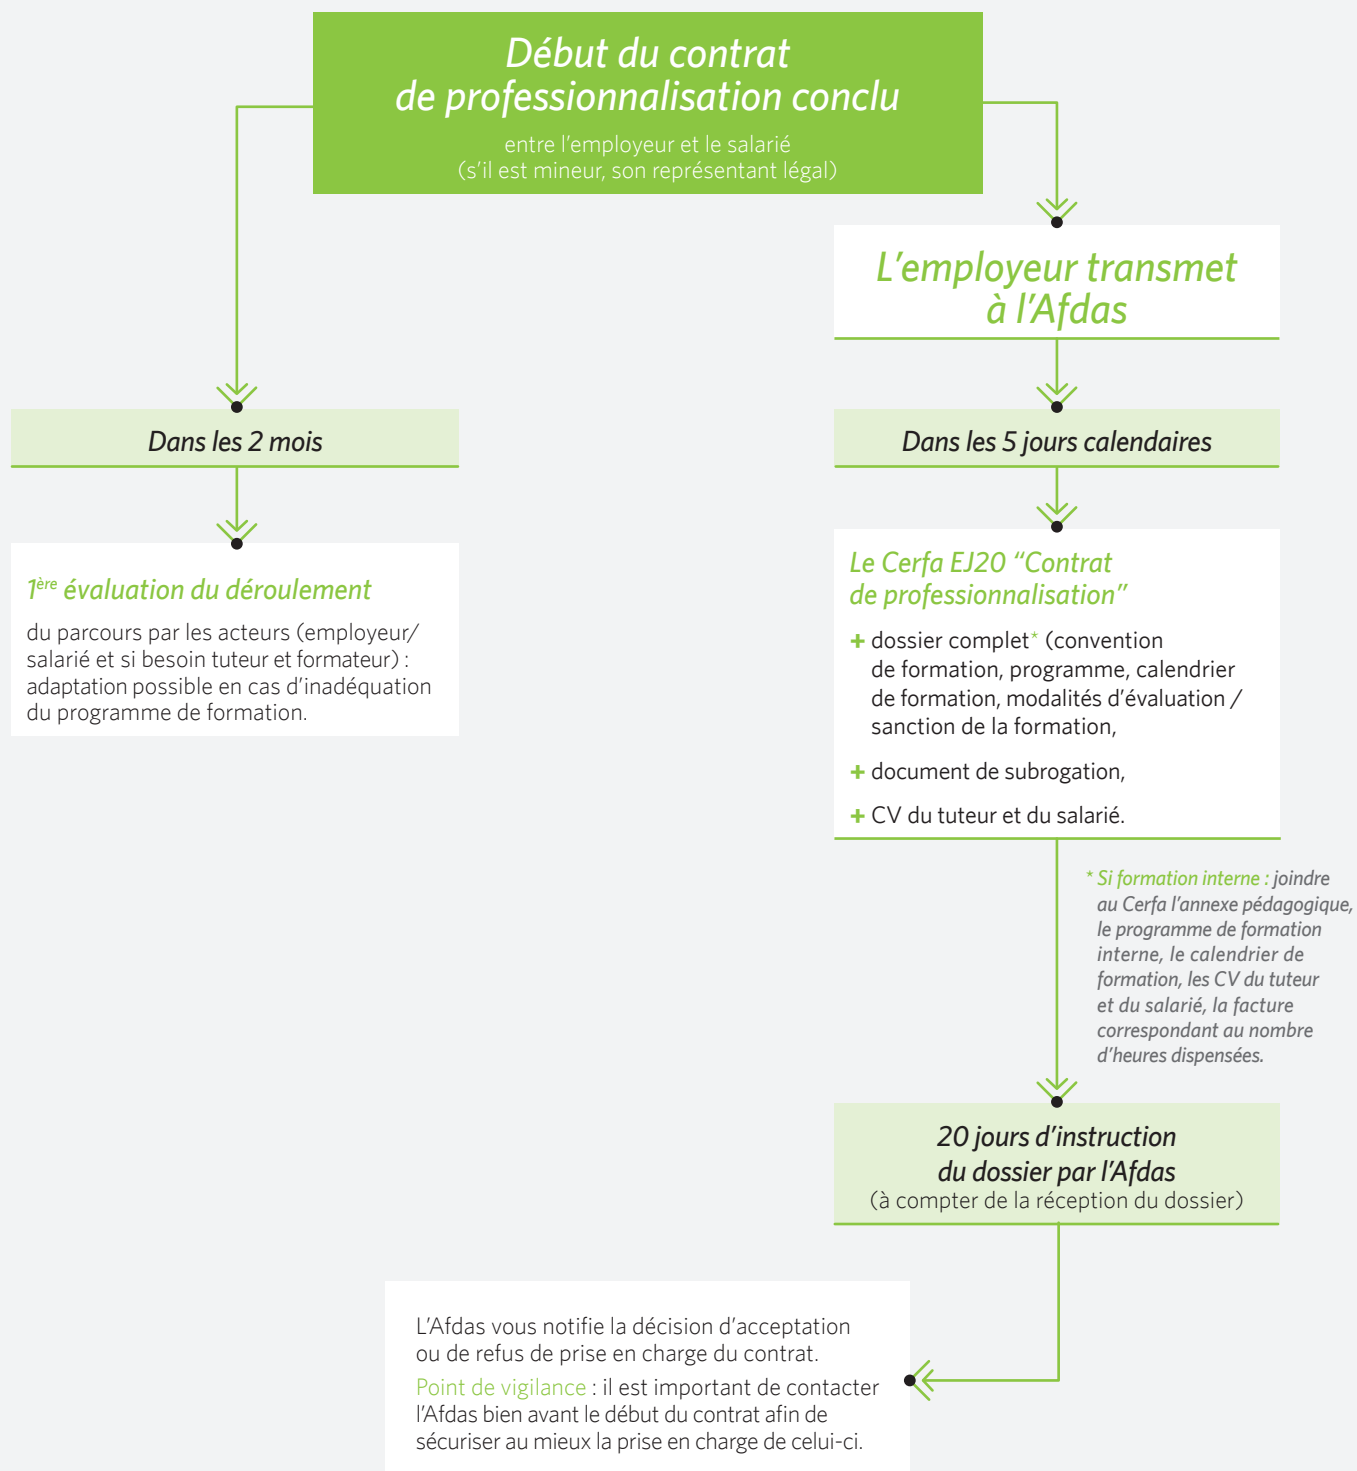 Début du contrat
de professionnalisation conclu
entre l'employeur et le salarié
(s'il est mineur, son représentant légal)
L'employeur transmet
à l'Afdas
Dans les 2 mois
Dans les 5 jours calendaires
1ère évaluation du déroulement
du parcours par les acteurs (employeur/
salarié et si besoin tuteur et formateur) :
adaptation possible en cas d'inadéquation
du programme de formation.
Le Cerfa EJ20 “Contrat
de professionnalisation”
+ dossier complet* (convention
de formation, programme, calendrier
de formation, modalités d'évaluation /
sanction de la formation,
+ document de subrogation,
+ CV du tuteur et du salarié.
* Si formation interne : joindre
au Cerfa l'annexe pédagogique,
le programme de formation
interne, le calendrier de
formation, les CV du tuteur
et du salarié, la facture
correspondant au nombre
d'heures dispensées.
20 jours d'instruction
du dossier par l'Afdas
(à compter de la réception du dossier)
L'Afdas vous notifie la décision d'acceptation
ou de refus de prise en charge du contrat.
Point de vigilance : il est important de contacter
l'Afdas bien avant le début du contrat afin de
sécuriser au mieux la prise en charge de celui-ci.